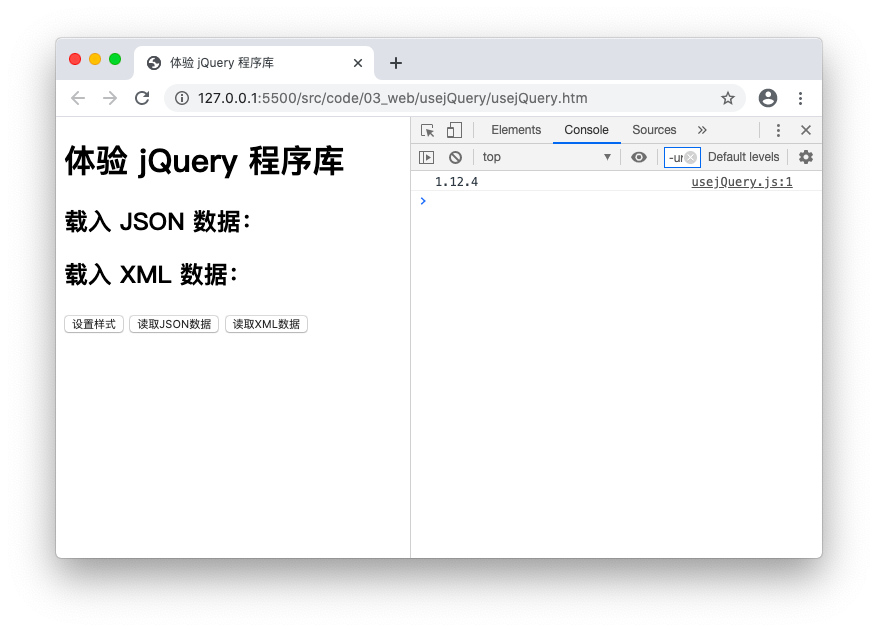 体验 jQuery 程序库
127.0.0.1:5500/src/code/03_web/usejQuery/usejQuery.htm
体验 jQuery 程序库
载入 JSON 数据：
载入 XML 数据：
设置样式 读取JSON数据 读取XML数据
Elements Console Sources
top -ur Default levels
1.12.4 usejQuery.js:1